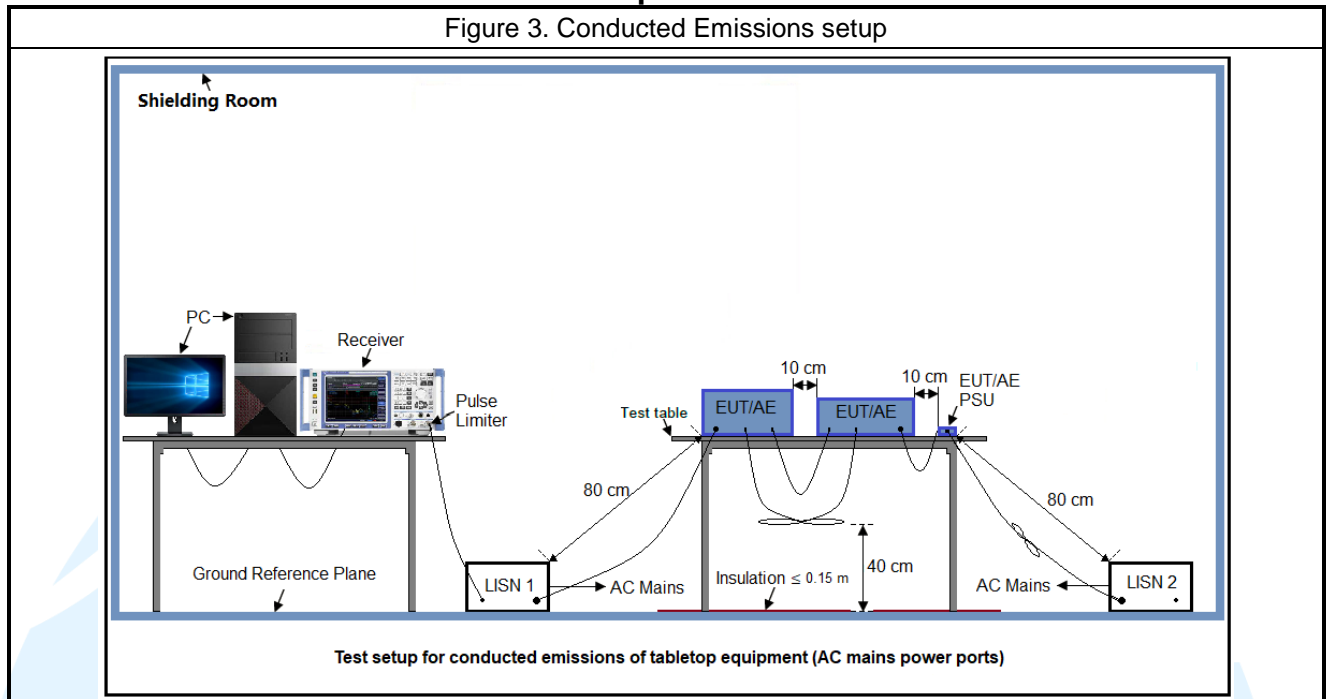 Figure 3. Conducted Emissions setup
Shielding Room
PC
Receiver
Pulse
Limiter
10 cm
10 cm
EUT/AE
PSU
EUT/AE
EUT/AE
Test table
80 cm
80 cm
40 cm
Ground Reference Plane
LISN 1
AC Mains
Insulation ≤ 0.15 m
AC Mains
LISN 2
Test setup for conducted emissions of tabletop equipment (AC mains power ports)